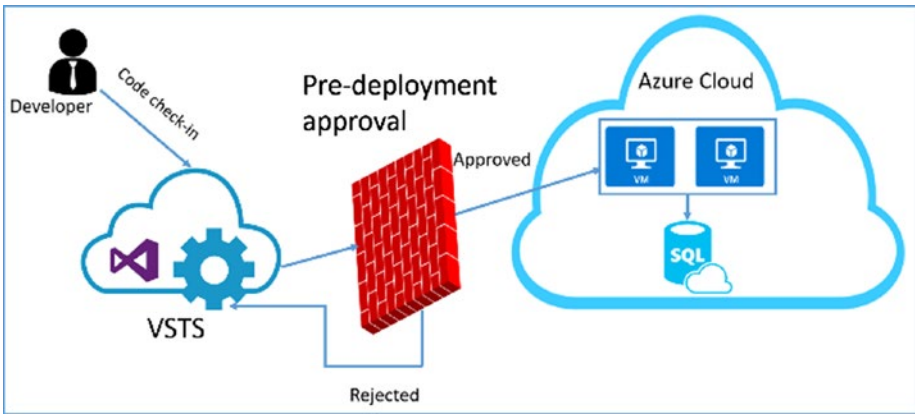 Developer
Code check-in
VSTS
Pre-deployment
approval
Approved
Rejected
Azure Cloud
VM
VM
SQL